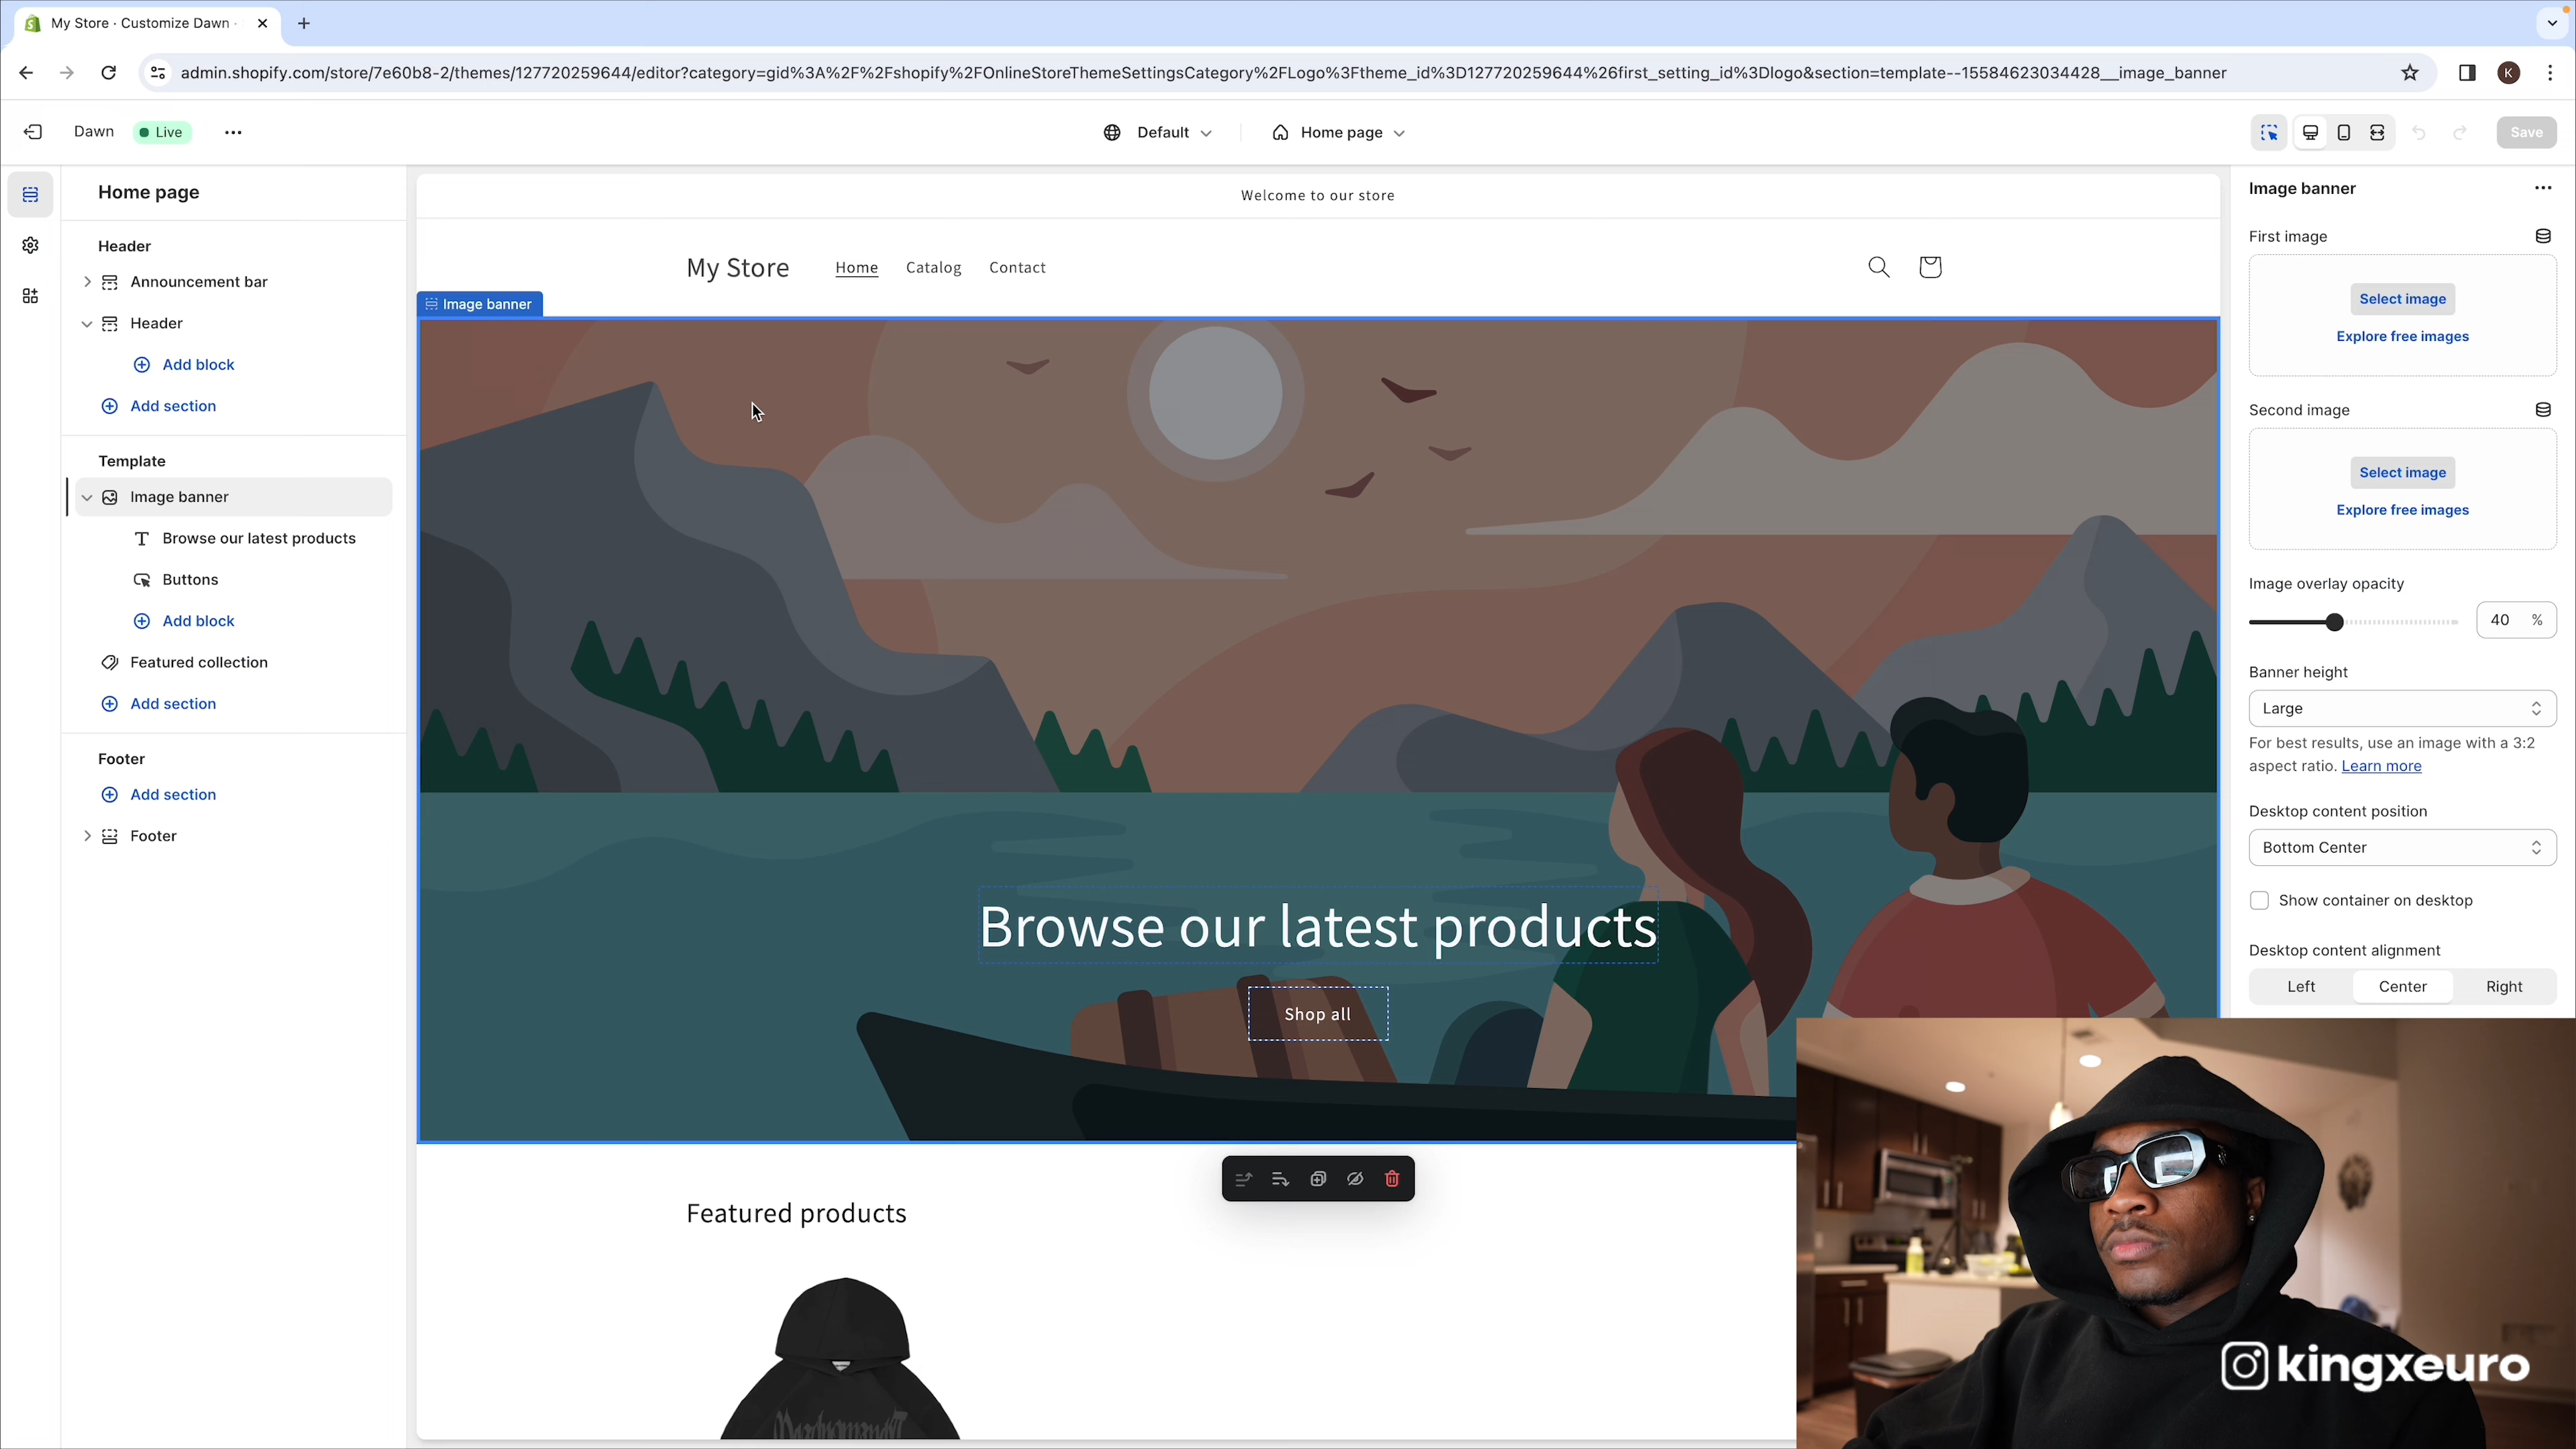 My Store · Customize Dawn ·
admin.shopify.com/store/7e60b8-2/themes/127720259644/editor?category=gid%3A%2F%2Fshopify%2FOnlineStoreThemeSettingsCategory%2FLogo%3Ftheme_id%3D127720259644%26first_setting_id%3Dlogo&section=template--15584623034428__image_banner
K
Dawn
Live
Default
Home page
Save
Home page
Header
Announcement bar
Header
Add block
Add section
Template
Image banner
Browse our latest products
Buttons
Add block
Featured collection
Add section
Footer
Add section
Footer
Welcome to our store
My Store
Home
Catalog
Contact
Image banner
Browse our latest products
Shop all
Featured products
Image banner
First image
Select image
Explore free images
Second image
Select image
Explore free images
Image overlay opacity
40 %
Banner height
Large
For best results, use an image with a 3:2
aspect ratio. Learn more
Desktop content position
Bottom Center
Show container on desktop
Desktop content alignment
Left
Center
Right
kingxeuro